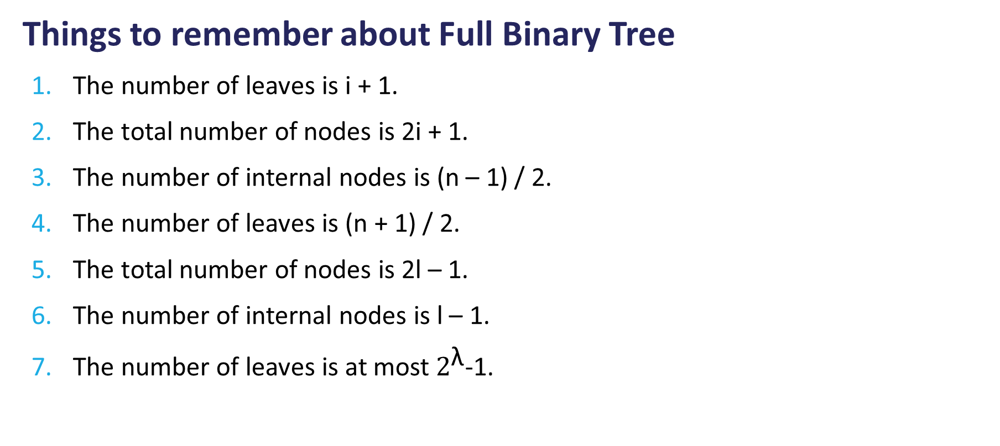 Things to remember about Full Binary Tree
1. The number of leaves is i + 1.
2. The total number of nodes is 2i + 1.
3. The number of internal nodes is (n – 1) / 2.
4. The number of leaves is (n + 1) / 2.
5. The total number of nodes is 2l – 1.
6. The number of internal nodes is l – 1.
7. The number of leaves is at most 2^λ-1.